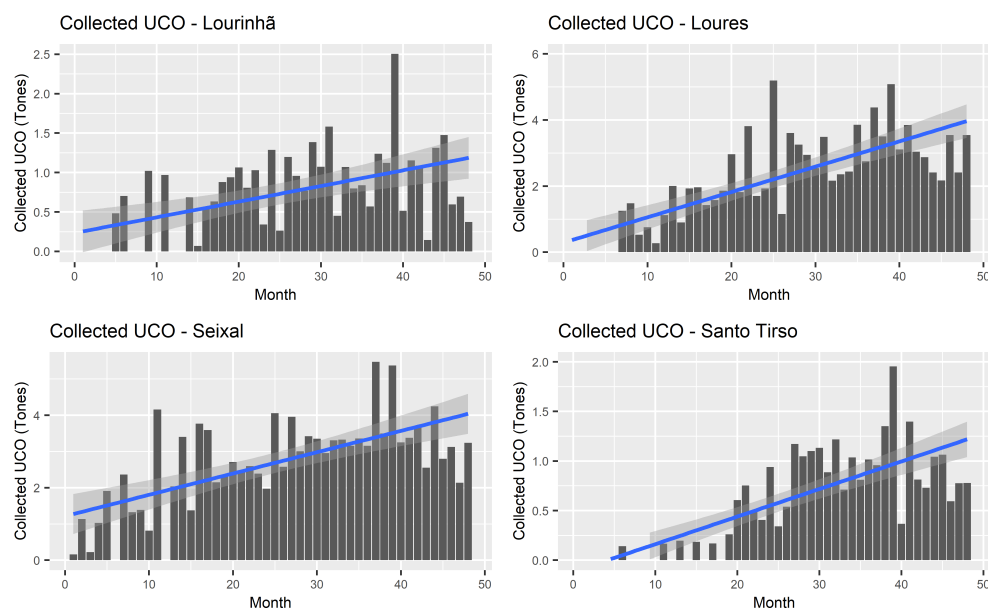 Collected UCO - Lourinhã
Collected UCO (Tones)
2.5
2.0
1.5
1.0
0.5
0.0
0 10 20 30 40 50
Month
Collected UCO - Loures
Collected UCO (Tones)
6
4
2
0
0 10 20 30 40 50
Month
Collected UCO - Seixal
Collected UCO (Tones)
4
2
0
0 10 20 30 40 50
Month
Collected UCO - Santo Tirso
Collected UCO (Tones)
2.0
1.5
1.0
0.5
0.0
0 10 20 30 40 50
Month